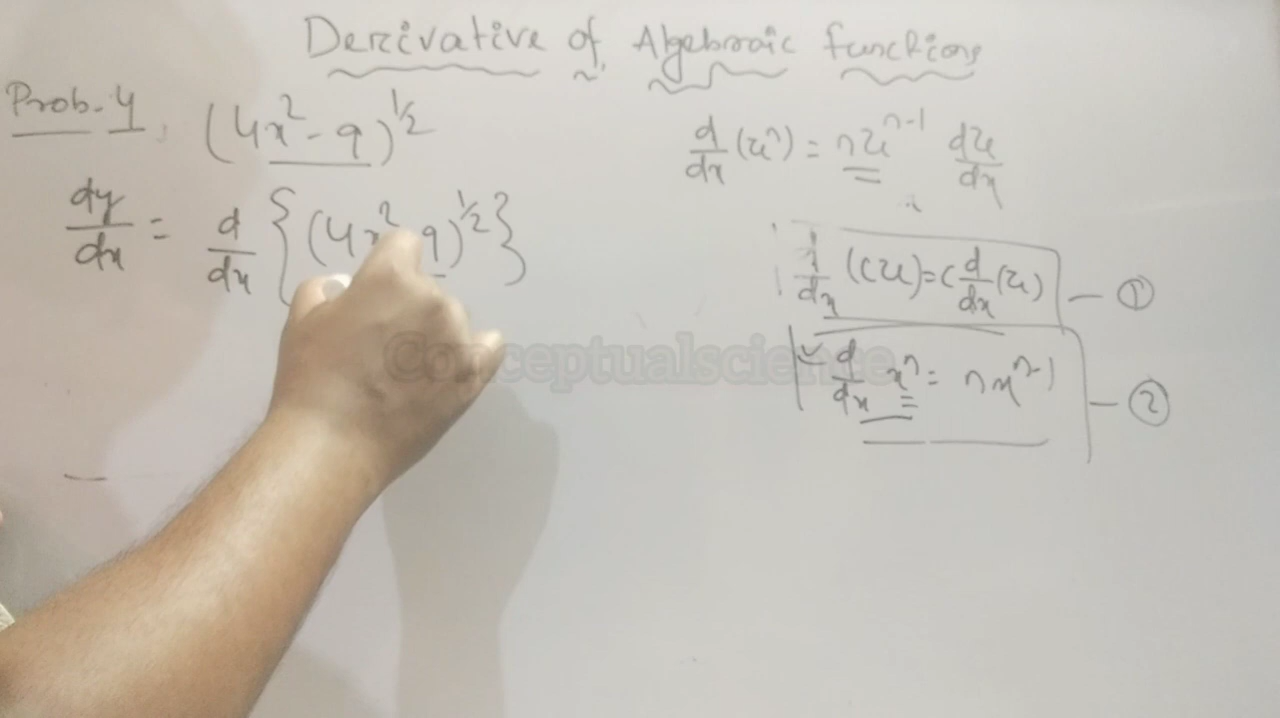 Derivative of Algebraic functions
Prob. 4, (4x² - 9)^½
dy/dx = d/dx {(4x² 9)^½}
d/dx (uⁿ) = nuⁿ⁻¹ du/dx
d/dx (cu) = c d/dx (u) — ①
d/dx xⁿ = nxⁿ⁻¹ — ②
Conceptualscience